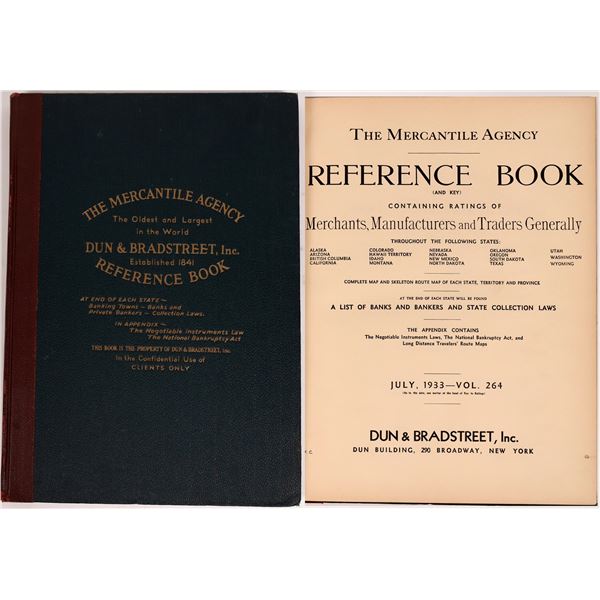 THE MERCANTILE AGENCY
The Oldest and Largest
in the World
DUN & BRADSTREET, Inc.
Established 1841
REFERENCE BOOK
AT END OF EACH STATE —
Banking Towns — Banks and
Private Bankers — Collection Laws.
IN APPENDIX —
The Negotiable Instruments Law
The National Bankruptcy Act
THIS BOOK IS THE PROPERTY OF DUN & BRADSTREET, Inc.
In the Confidential Use of
CLIENTS ONLY
THE MERCANTILE AGENCY
REFERENCE BOOK
(AND KEY)
CONTAINING RATINGS OF
Merchants, Manufacturers and Traders Generally
THROUGHOUT THE FOLLOWING STATES:
ALASKA COLORADO NEBRASKA OKLAHOMA UTAH
ARIZONA HAWAII TERRITORY NEVADA OREGON WASHINGTON
BRITISH COLUMBIA IDAHO NEW MEXICO SOUTH DAKOTA WYOMING
CALIFORNIA MONTANA NORTH DAKOTA TEXAS
COMPLETE MAP AND SKELETON ROUTE MAP OF EACH STATE, TERRITORY AND PROVINCE
AT THE END OF EACH STATE WILL BE FOUND
A LIST OF BANKS AND BANKERS AND STATE COLLECTION LAWS
THE APPENDIX CONTAINS
The Negotiable Instruments Laws, The National Bankruptcy Act, and
Long Distance Travelers' Route Maps
JULY, 1933—VOL. 264
DUN & BRADSTREET, Inc.
DUN BUILDING, 290 BROADWAY, NEW YORK